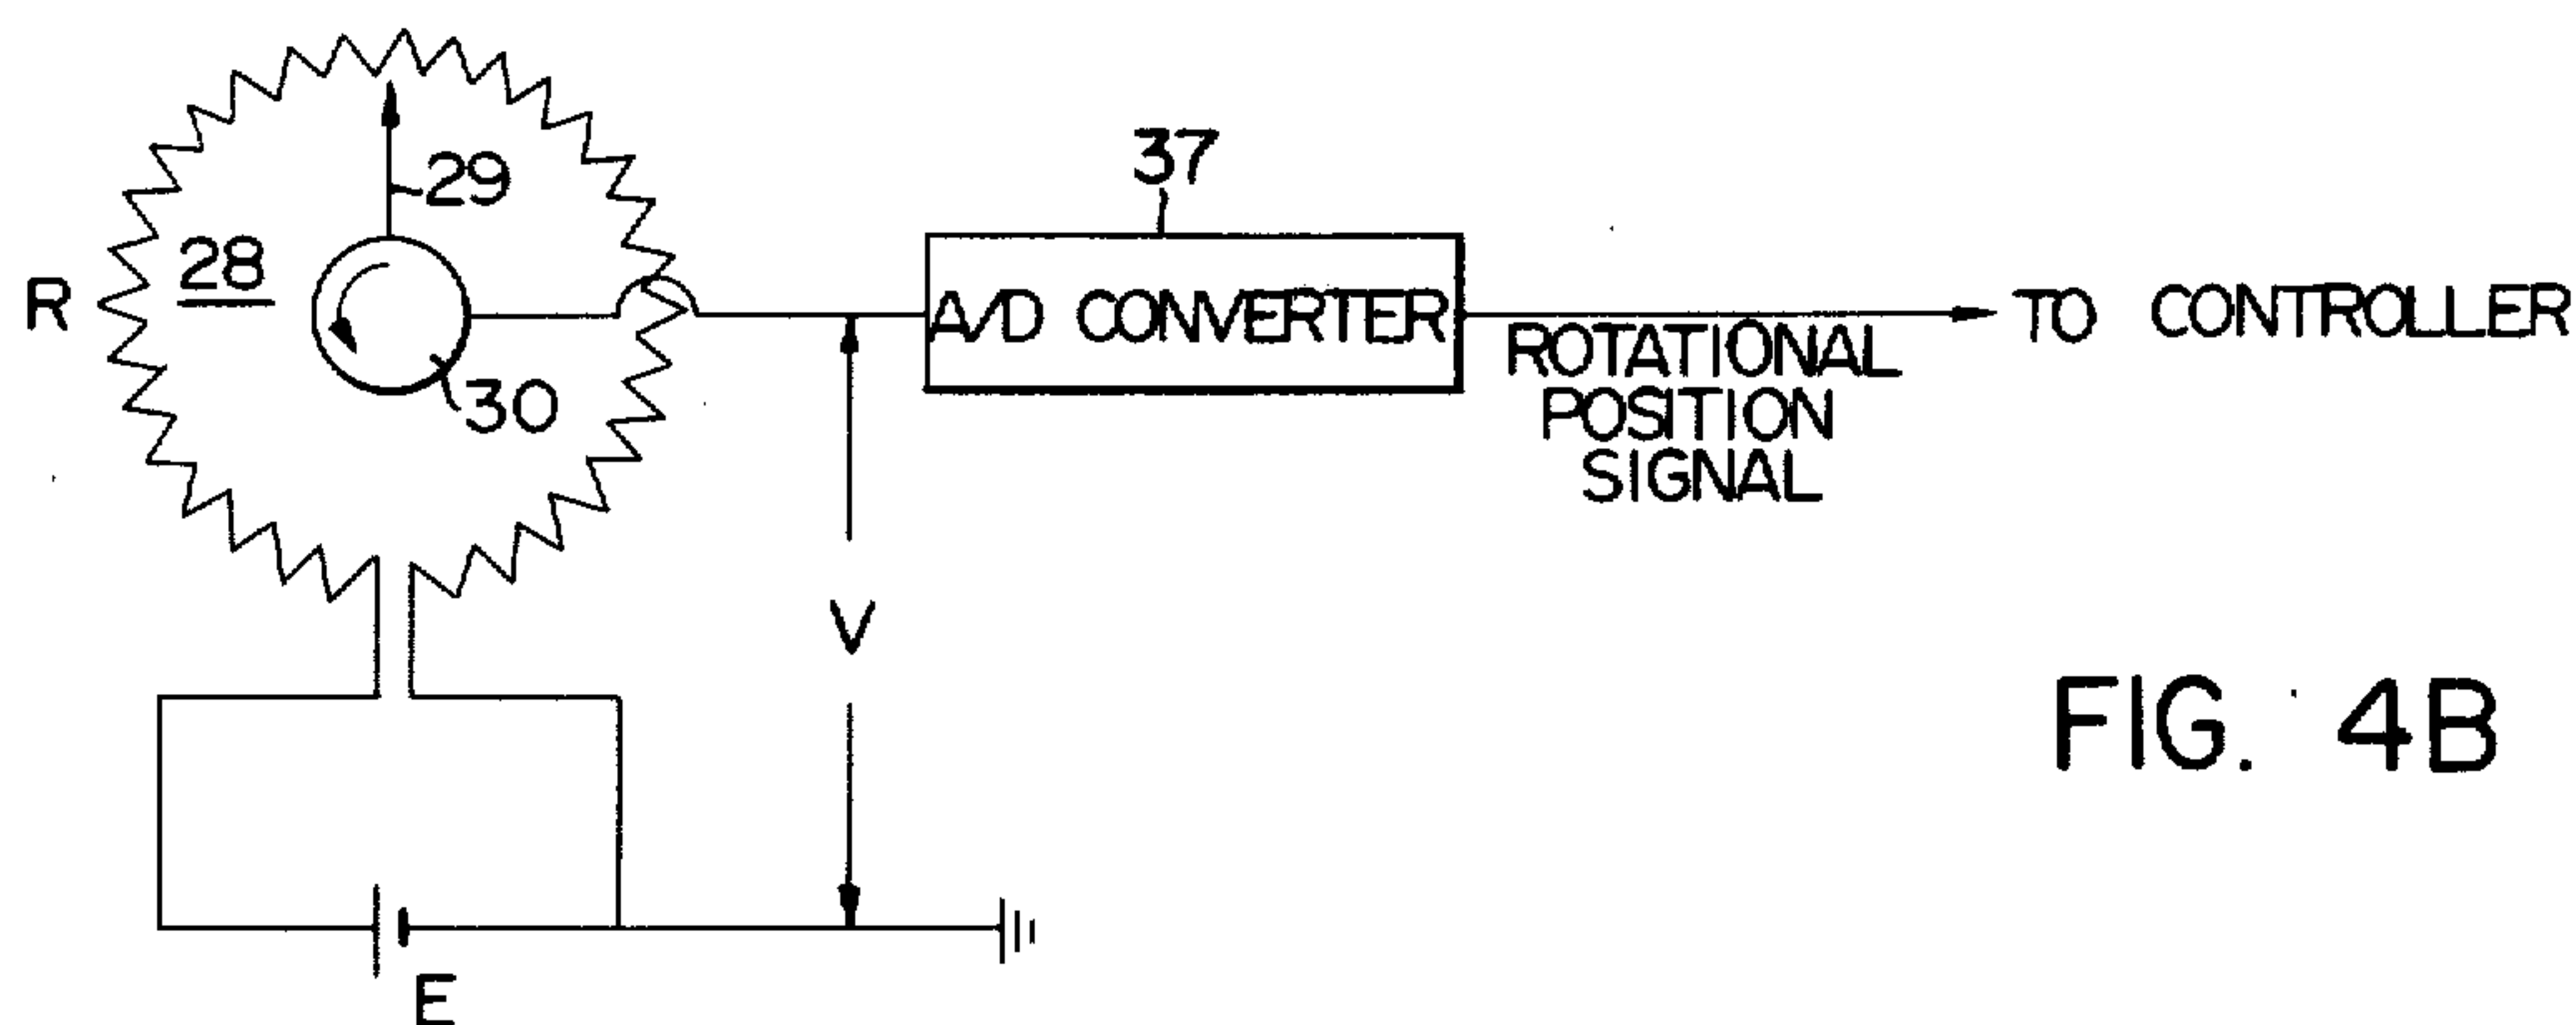 37
29
28
R
A/D CONVERTER
TO CONTROLLER
ROTATIONAL
POSITION
SIGNAL
30
V
FIG. 4B
E